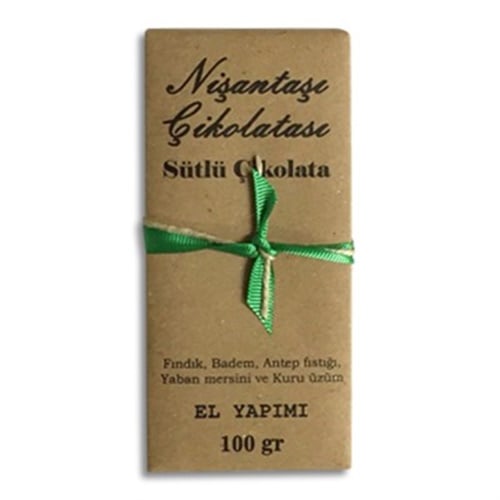 Nişantaşı
Çikolatası
Sütlü Çikolata
Fındık, Badem, Antep fıstığı,
Yaban mersini ve Kuru üzüm
EL YAPIMI
100 gr